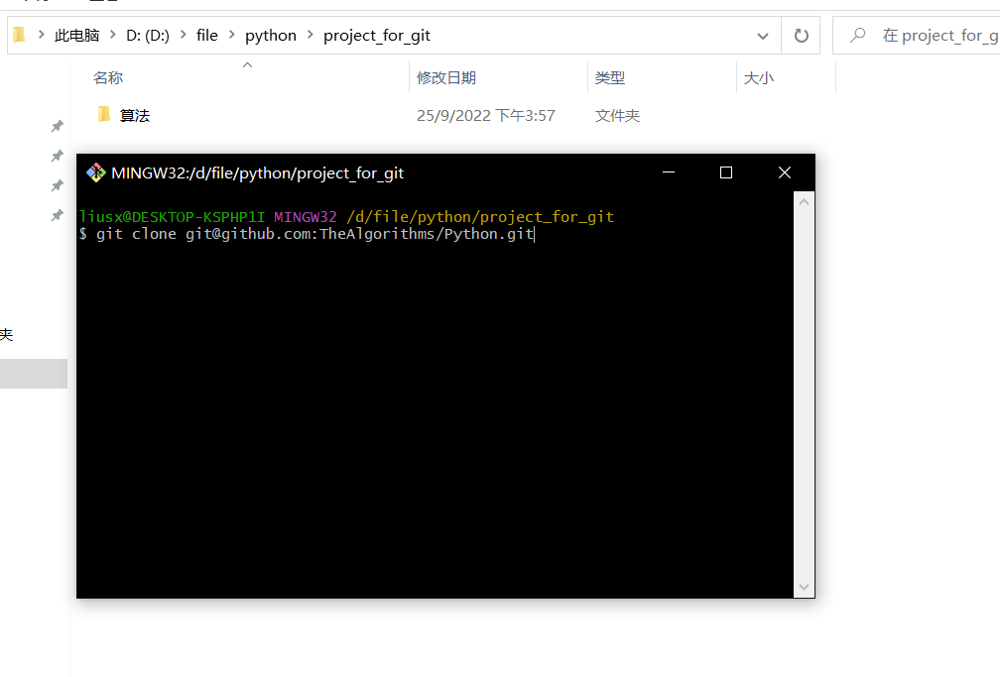 此电脑 > D: (D:) > file > python > project_for_git
在 project_for_g
名称 修改日期 类型 大小
算法 25/9/2022 下午3:57 文件夹
MINGW32:/d/file/python/project_for_git
liusx@DESKTOP-KSPHP1I MINGW32 /d/file/python/project_for_git
$ git clone git@github.com:TheAlgorithms/Python.git
夹